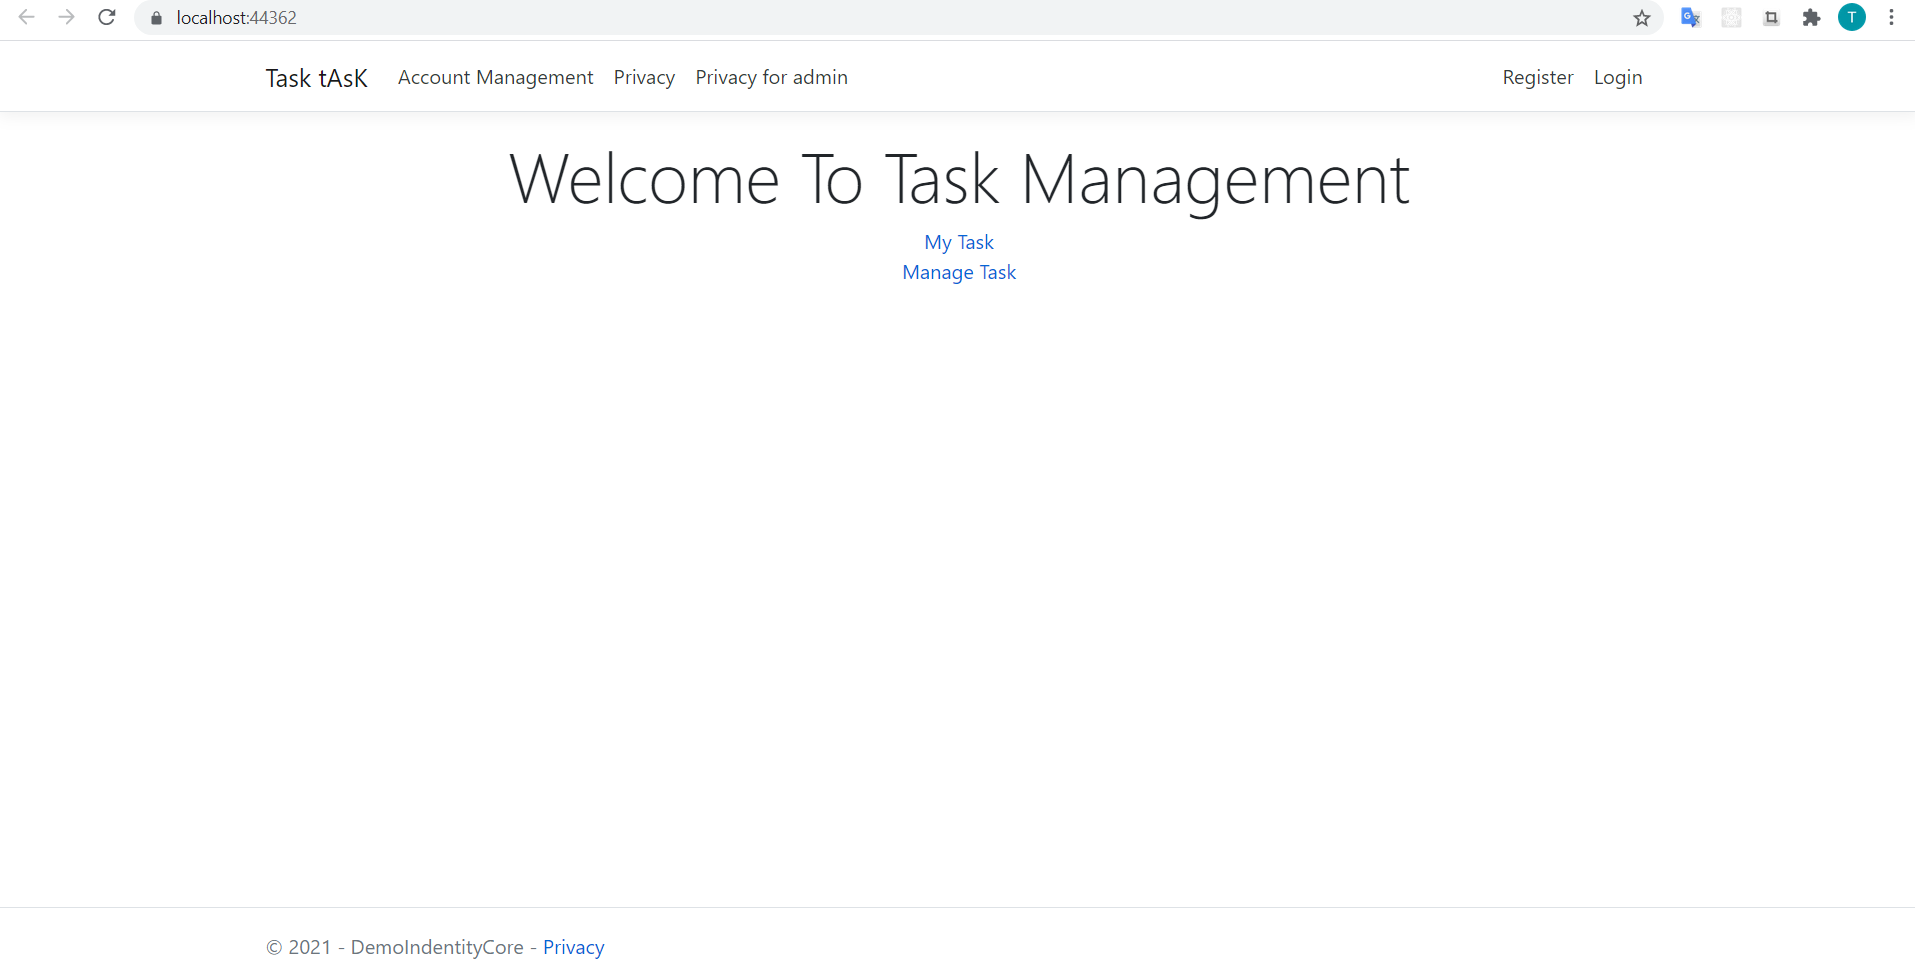 localhost:44362
T
Task tAsK Account Management Privacy Privacy for admin Register Login
Welcome To Task Management
My Task
Manage Task
© 2021 - DemoIndentityCore - Privacy